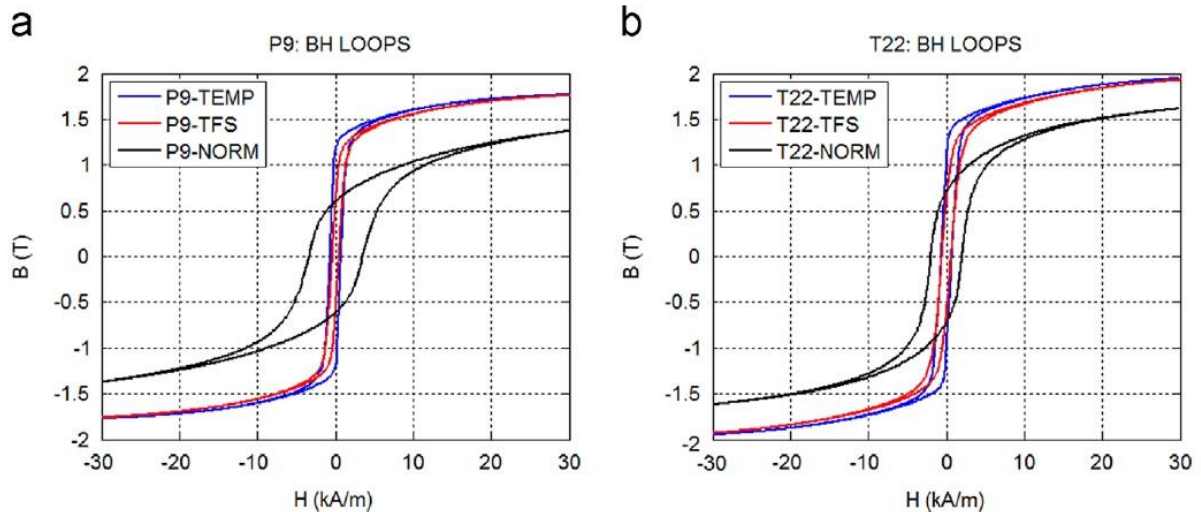 a
P9: BH LOOPS
P9-TEMP
P9-TFS
P9-NORM
2
1.5
1
0.5
0
-0.5
-1
-1.5
-2
B (T)
-30 -20 -10 0 10 20 30
H (kA/m)
b
T22: BH LOOPS
T22-TEMP
T22-TFS
T22-NORM
2
1.5
1
0.5
0
-0.5
-1
-1.5
-2
B (T)
-30 -20 -10 0 10 20 30
H (kA/m)